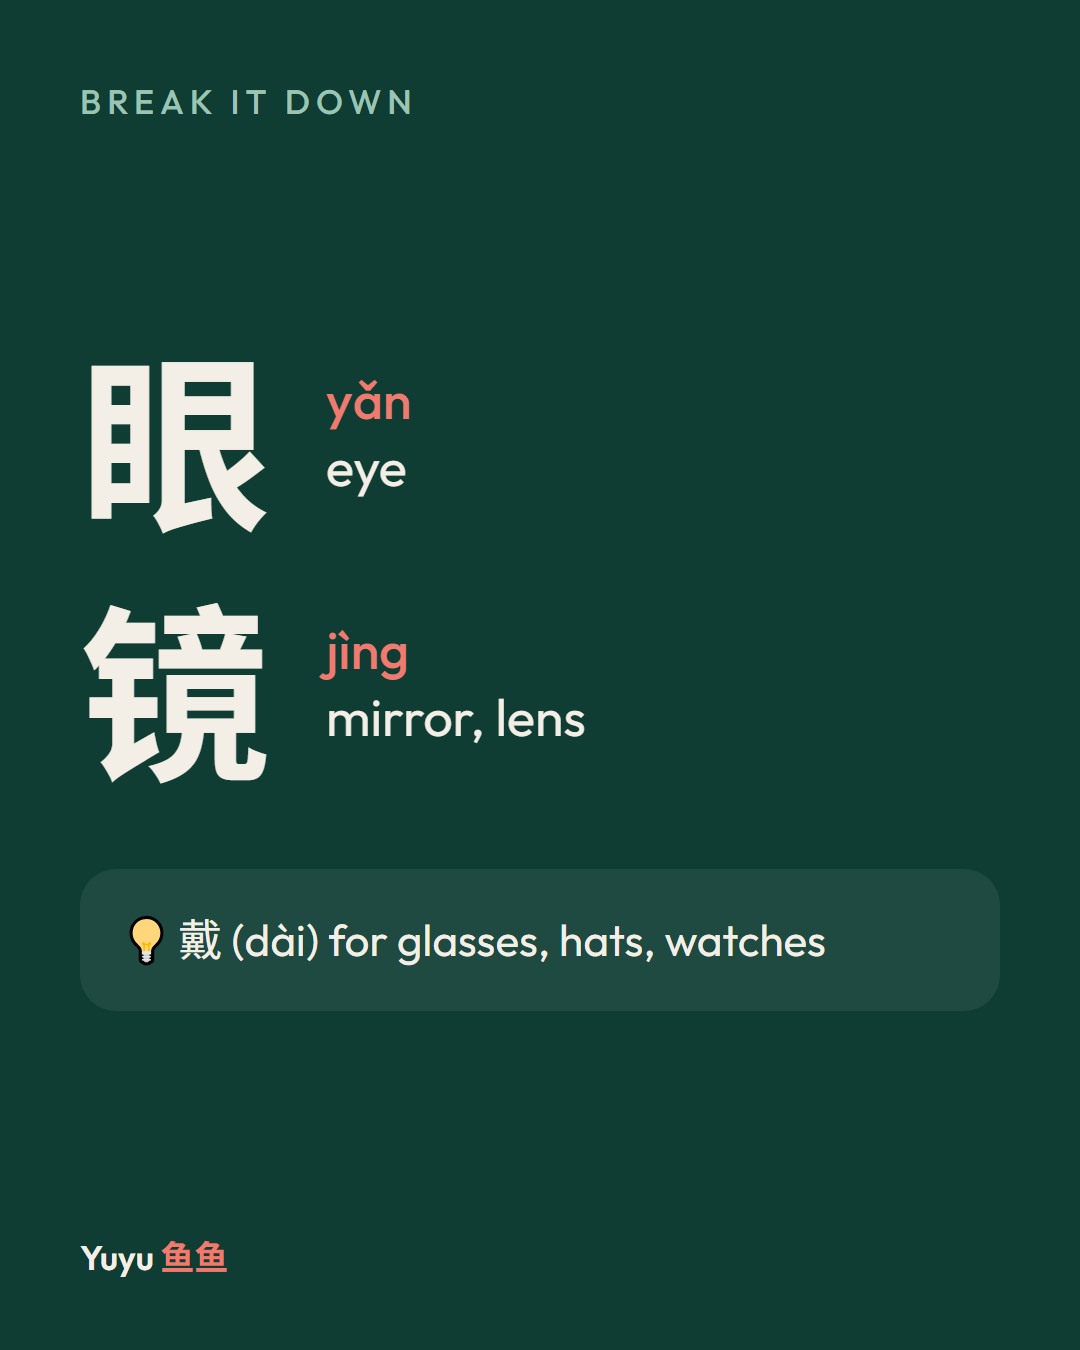 BREAK IT DOWN
眼
yǎn
eye
镜
jìng
mirror, lens
💡 戴 (dài) for glasses, hats, watches
Yuyu 鱼鱼